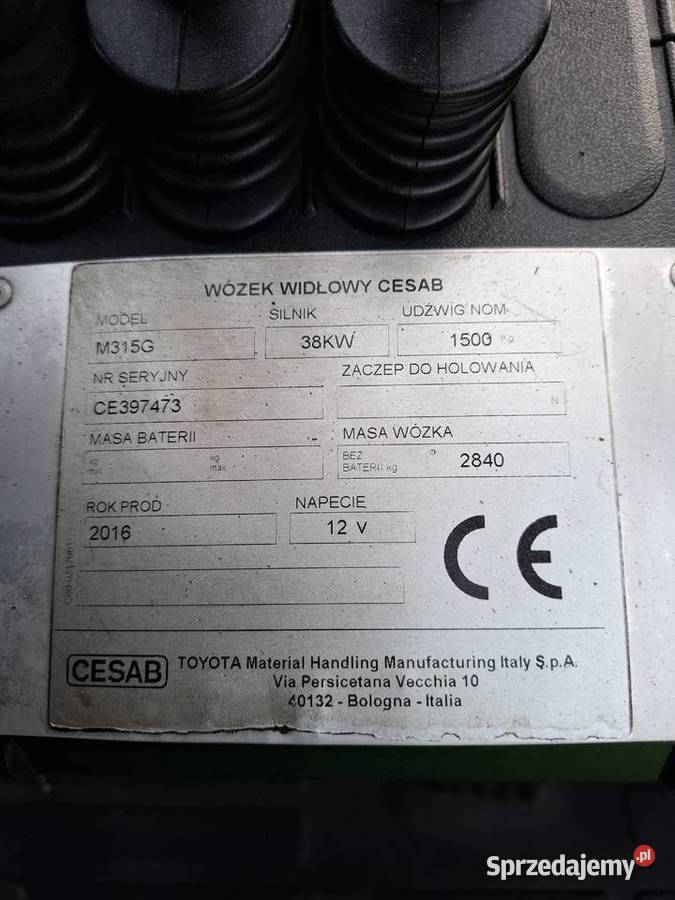 WÓZEK WIDŁOWY CESAB
MODEL SILNIK UDŹWIG NOM
M315G 38KW 1500 Kg
NR SERYJNY ZACZEP DO HOLOWANIA
CE397473 N
MASA BATERII - MASA WÓZKA
kg kg max. BEZ BATERII kg 2840
ROK PROD NAPECIE
2016 12 V
CE
CESAB TOYOTA Material Handling Manufacturing Italy S.p.A.
Via Persicetana Vecchia 10
40132 - Bologna - Italia
Sprzedajemy.pl